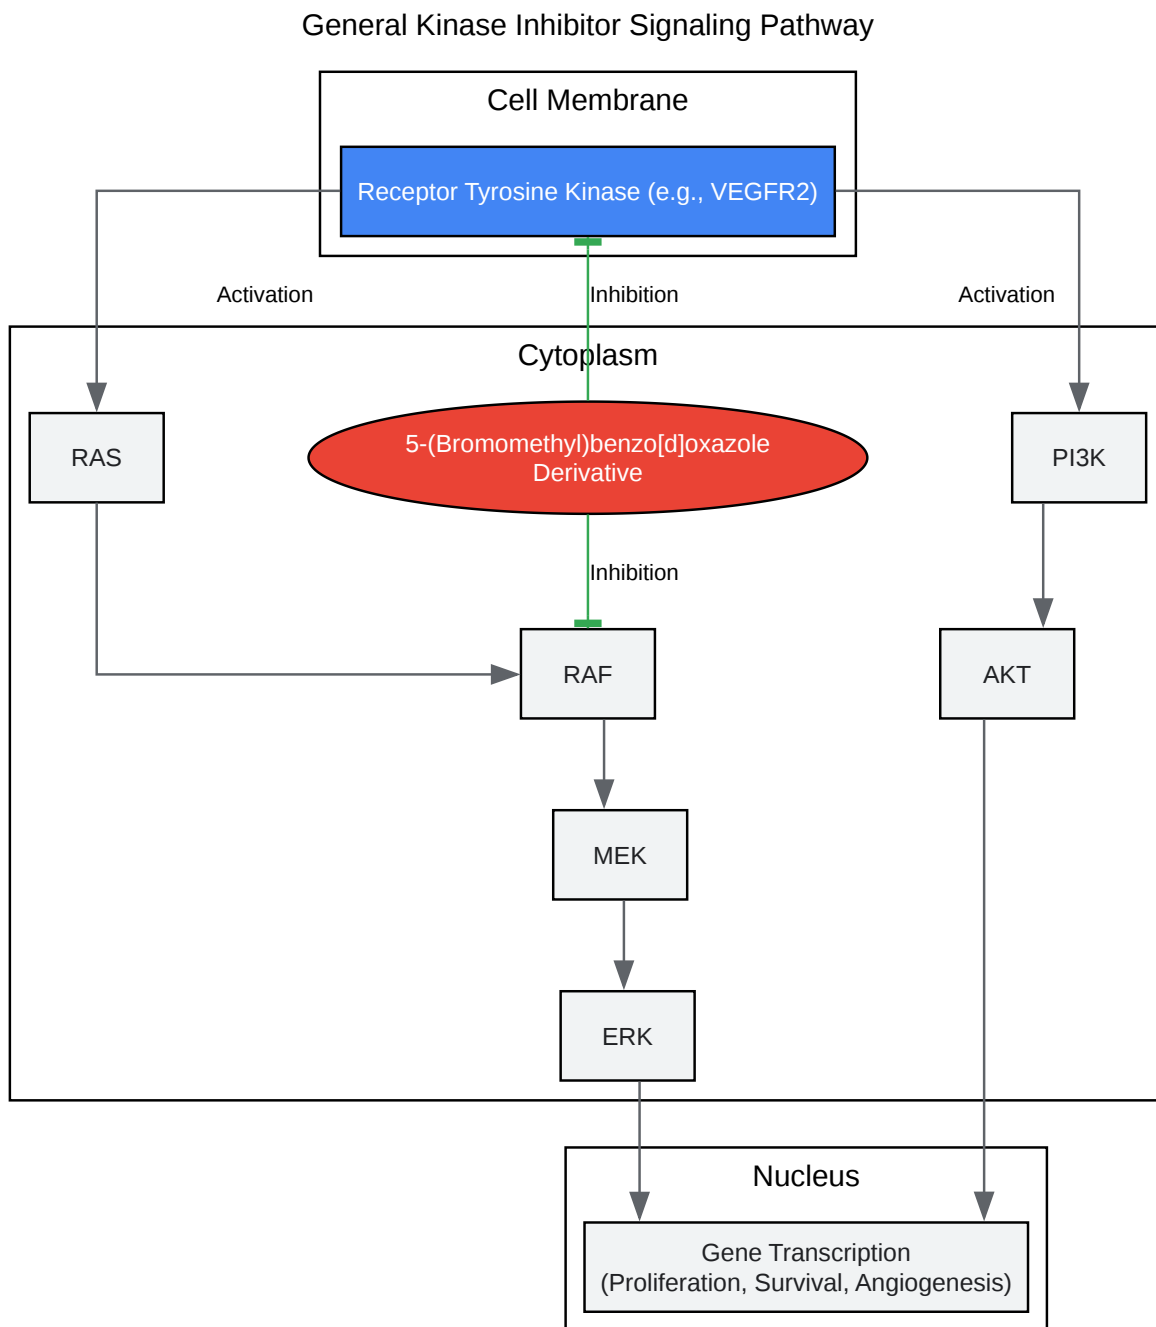 General Kinase Inhibitor Signaling Pathway
Cell Membrane
Receptor Tyrosine Kinase (e.g., VEGFR2)
Activation
Inhibition
Activation
Cytoplasm
RAS
5-(Bromomethyl)benzo[d]oxazole
Derivative
PI3K
Inhibition
RAF
AKT
MEK
ERK
Nucleus
Gene Transcription
(Proliferation, Survival, Angiogenesis)